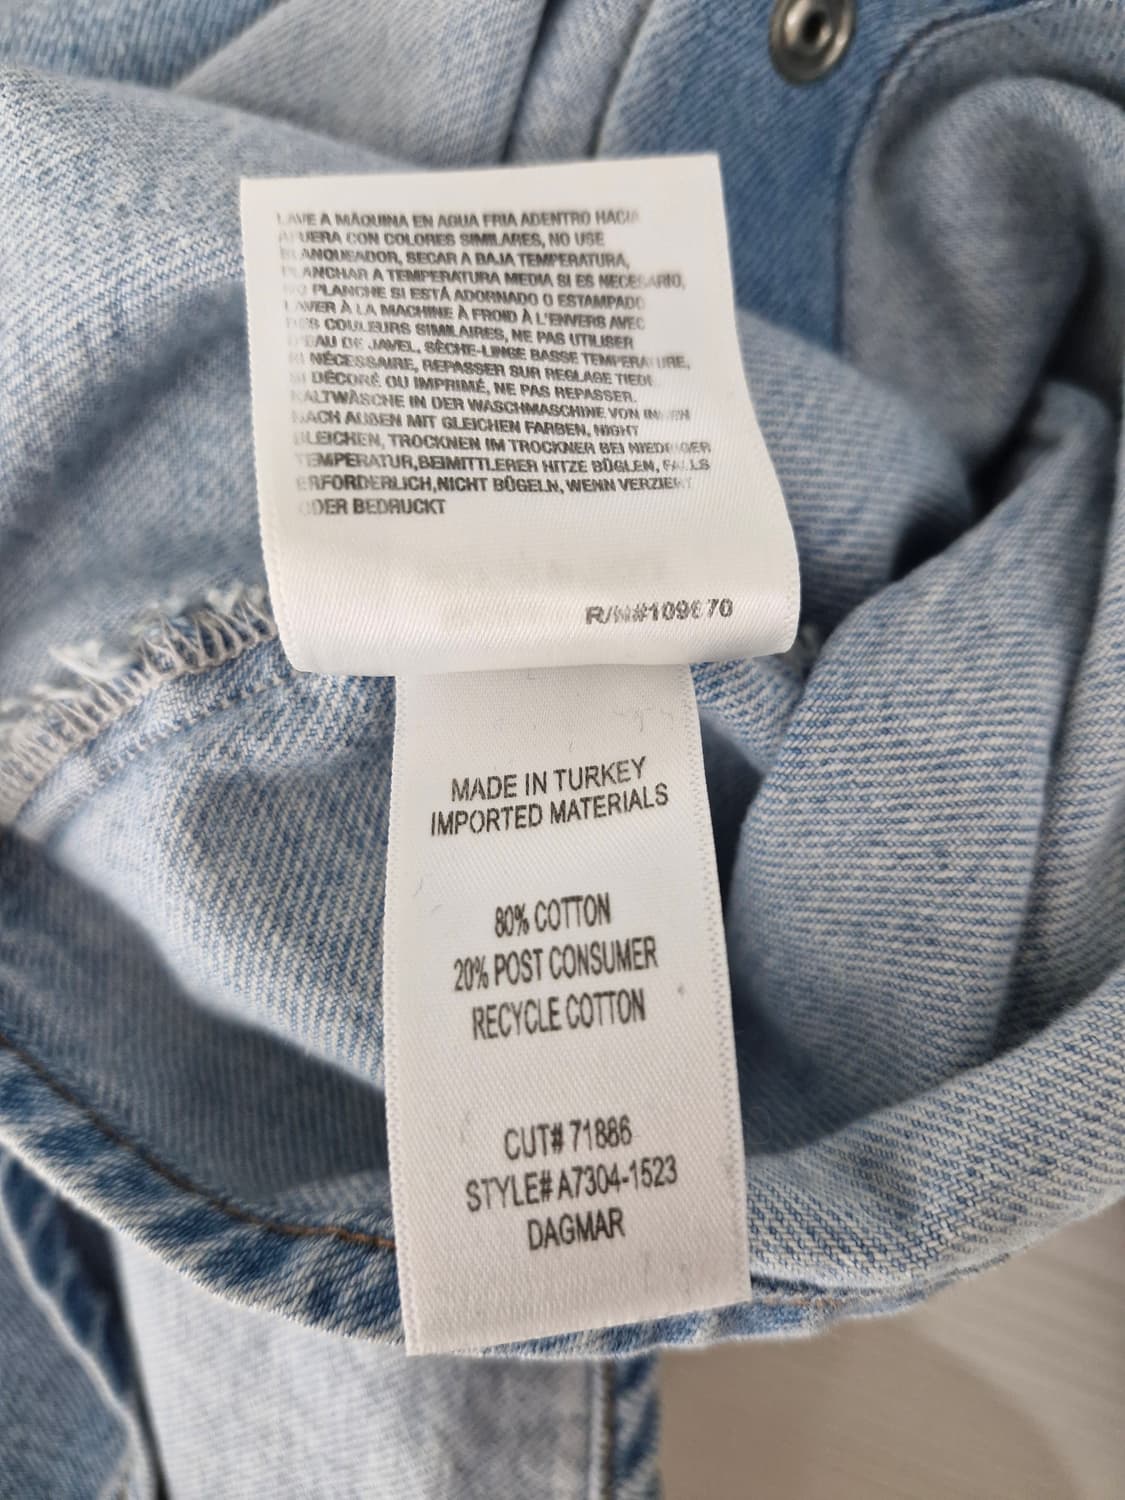 LAVE A MÁQUINA EN AGUA FRIA ADENTRO HACIA
AFUERA CON COLORES SIMILARES, NO USE
BLANQUEADOR, SECAR A BAJA TEMPERATURA,
PLANCHAR A TEMPERATURA MEDIA SI ES NECESARIO,
NO PLANCHE SI ESTÁ ADORNADO O ESTAMPADO
LAVER À LA MACHINE À FROID À L'ENVERS AVEC
DES COULEURS SIMILAIRES, NE PAS UTILISER
D'EAU DE JAVEL, SÈCHE-LINGE BASSE TEMPERATURE,
SI NÉCESSAIRE, REPASSER SUR REGLAGE TIEDE
SI DÉCORÉ OU IMPRIMÉ, NE PAS REPASSER.
KALTWÄSCHE IN DER WASCHMASCHINE VON INNEN
NACH AUßEN MIT GLEICHEN FARBEN, NIGHT
BLEICHEN, TROCKNEN IM TROCKNER BEI NIEDRIGER
TEMPERATUR,BEIMITTLERER HITZE BÜGLEN, FALLS
ERFORDERLICH,NICHT BÜGELN, WENN VERZIERT
ODER BEDRUCKT
MADE IN TURKEY
IMPORTED MATERIALS
80% COTTON
20% POST CONSUMER
RECYCLE COTTON
CUT# 71886
STYLE# A7304-1523
DAGMAR